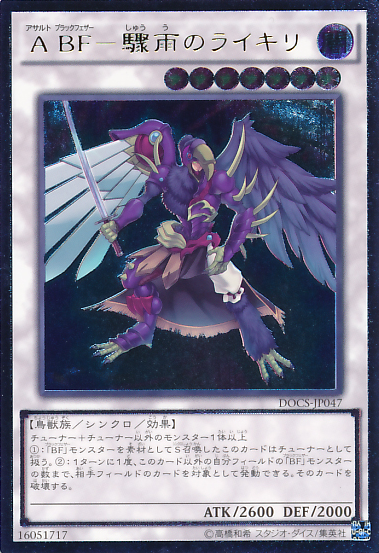 アサルト ブラックフェザー しゅう う
A BF－驟雨のライキリ
DOCS-JP047
【鳥獣族／シンクロ／効果】
チューナー＋チューナー以外のモンスター1体以上
①：「BF」モンスターを素材としてS召喚したこのカードはチューナーとして
扱う。②：1ターンに1度、このカード以外の自分フィールドの「BF」モンスター
の数まで、相手フィールドのカードを対象として発動できる。そのカードを
破壊する。
ATK/2600 DEF/2000
16051717
©高橋和希 スタジオ・ダイス/集英社